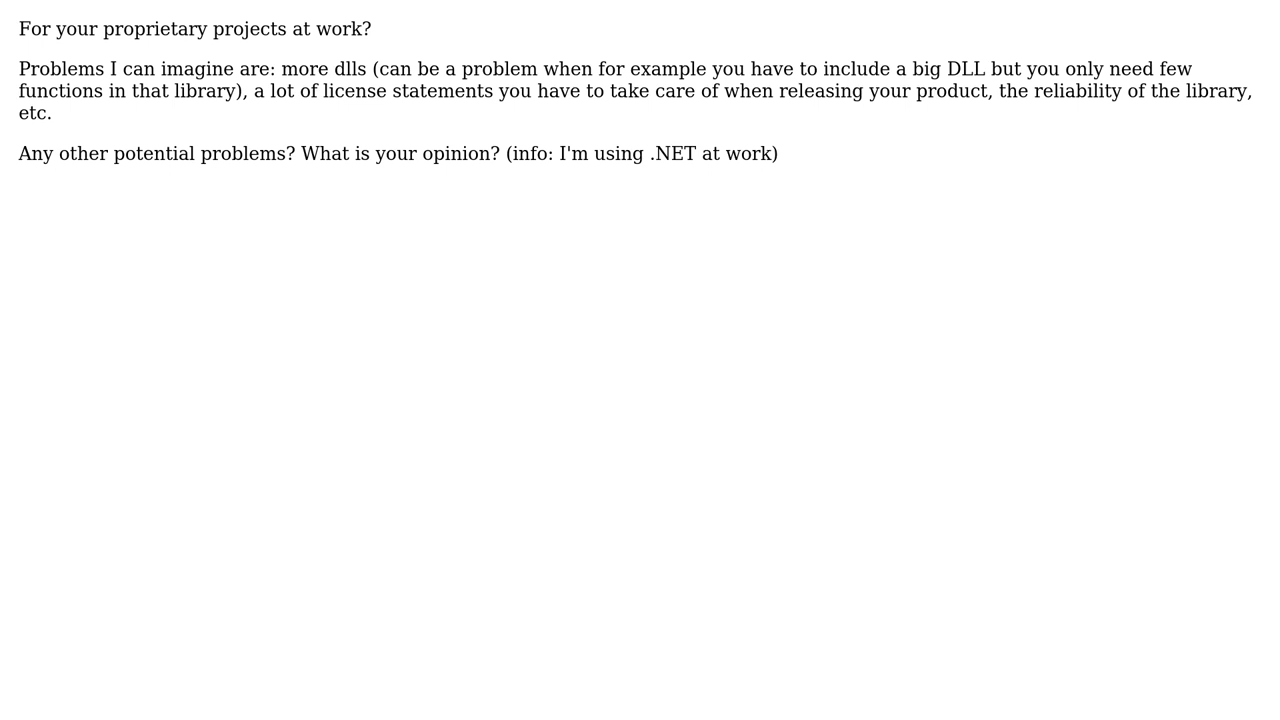 For your proprietary projects at work?
Problems I can imagine are: more dlls (can be a problem when for example you have to include a big DLL but you only need few
functions in that library), a lot of license statements you have to take care of when releasing your product, the reliability of the library,
etc.
Any other potential problems? What is your opinion? (info: I'm using .NET at work)